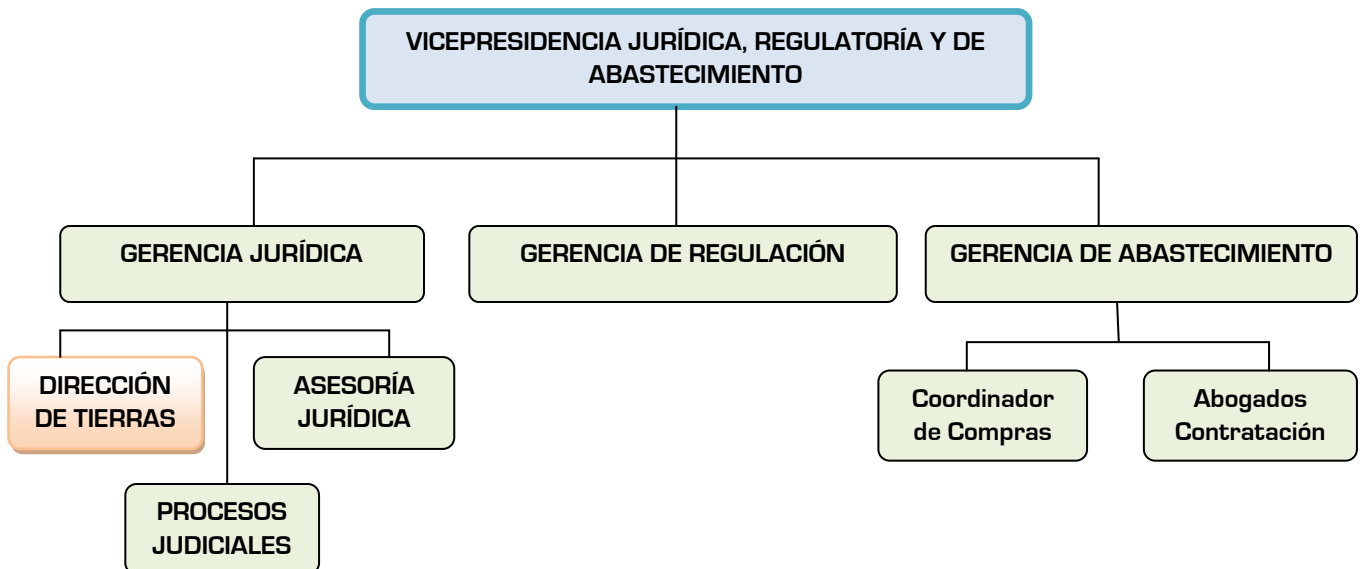 VICEPRESIDENCIA JURÍDICA, REGULATORÍA Y DE
ABASTECIMIENTO
GERENCIA JURÍDICA
GERENCIA DE REGULACIÓN
GERENCIA DE ABASTECIMIENTO
DIRECCIÓN
DE TIERRAS
ASESORÍA
JURÍDICA
Coordinador
de Compras
Abogados
Contratación
PROCESOS
JUDICIALES